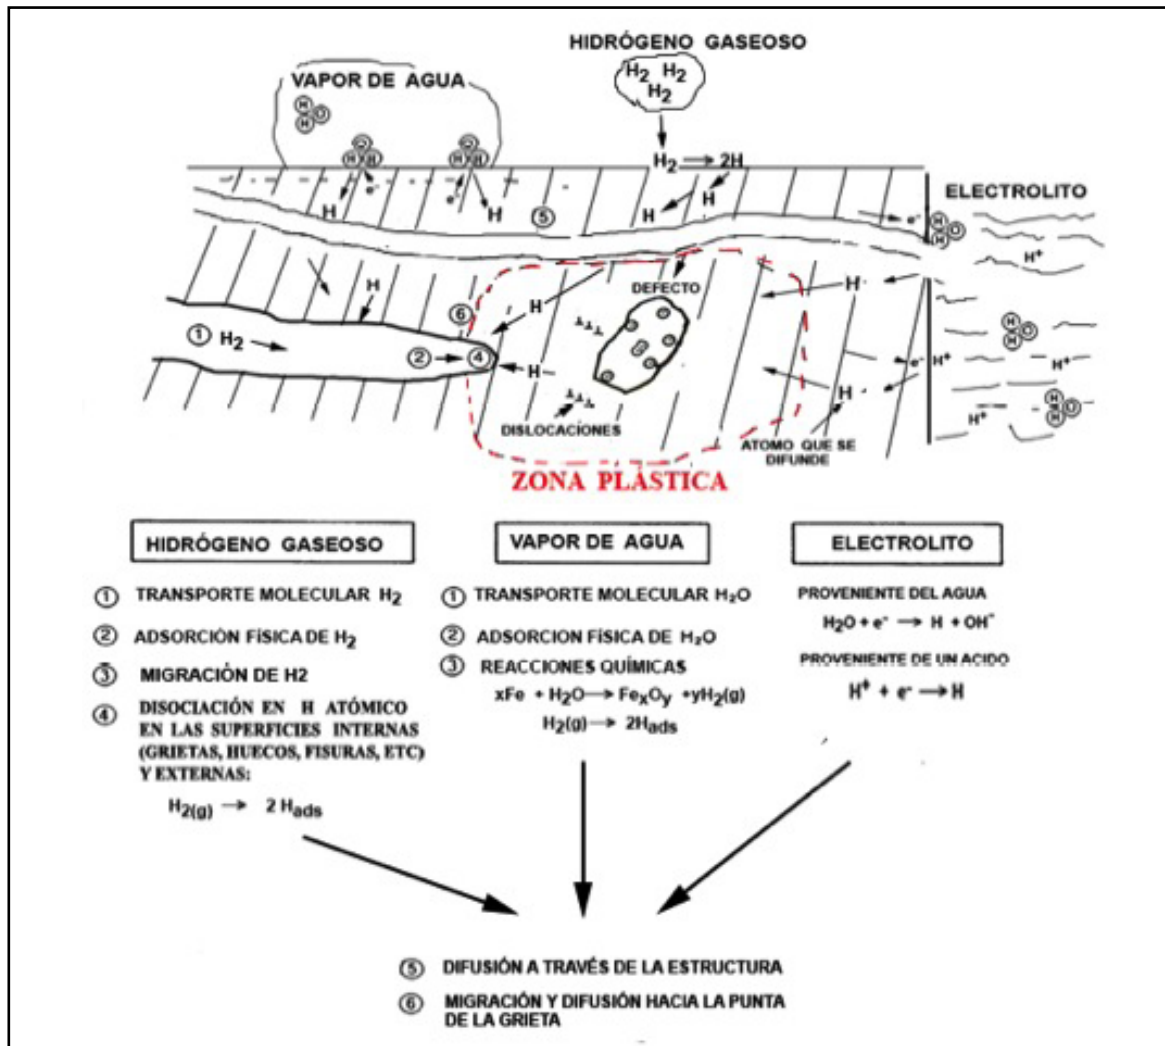 HIDRÓGENO GASEOSO
H₂ H₂
H₂
VAPOR DE AGUA
H O
H
O O
H H H H
H₂ → 2H
e⁻ e⁻
H H H H
ELECTROLITO
5
e⁻
H O
H
H⁺
DEFECTO
H
6 H H
1 H₂ → 2 → 4
H
H O
H
e⁻ H⁺ H⁺
H
DISLOCACIONES
ATOMO QUE SE
DIFUNDE
H⁺
H O
H
ZONA PLÁSTICA
HIDRÓGENO GASEOSO
1 TRANSPORTE MOLECULAR H₂
2 ADSORCIÓN FÍSICA DE H₂
3 MIGRACIÓN DE H2
4 DISOCIACIÓN EN H ATÓMICO
EN LAS SUPERFICIES INTERNAS
(GRIETAS, HUECOS, FISURAS, ETC)
Y EXTERNAS:
H₂(g) → 2 Hads
VAPOR DE AGUA
1 TRANSPORTE MOLECULAR H₂O
2 ADSORCION FÍSICA DE H₂O
3 REACCIONES QUÍMICAS
xFe + H₂O → FexOy + yH₂(g)
H₂(g) → 2Hads
ELECTROLITO
PROVENIENTE DEL AGUA
H₂O + e⁻ → H + OH⁻
PROVENIENTE DE UN ACIDO
H⁺ + e⁻ → H
5 DIFUSIÓN A TRAVÉS DE LA ESTRUCTURA
6 MIGRACIÓN Y DIFUSIÓN HACIA LA PUNTA
DE LA GRIETA